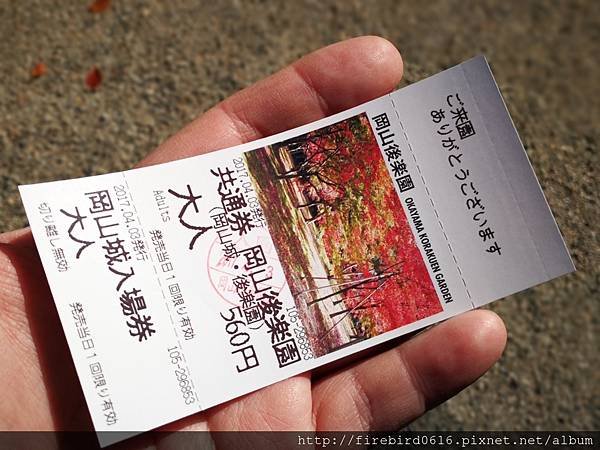 ご来園
ありがとうございます
岡山後楽園
OKAYAMA KORAKUEN GARDEN
2017.04.03発行
共通券 岡山後楽園
(岡山城・後楽園)
大人 560円
Adults
発売当日1回限り有効
105-296863
2017.04.03発行
岡山城入場券
大人
切り離し無効
発売当日1回限り有効
105-296863
http://firebird0616.pixnet.net/album